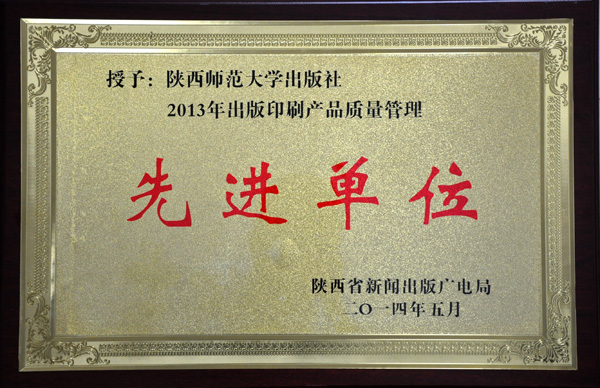 授予：陕西师范大学出版社
2013年出版印刷产品质量管理
先进单位
陕西省新闻出版广电局
二〇一四年五月